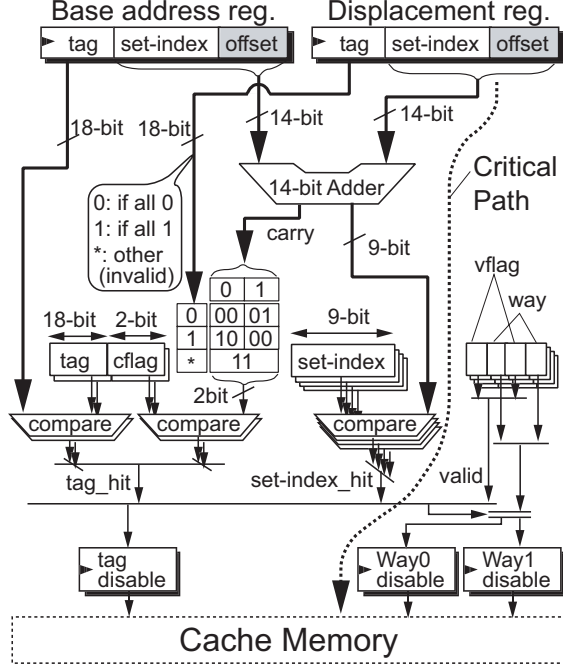 Base address reg.
Displacement reg.
tag
set-index
offset
tag
set-index
offset
18-bit
18-bit
14-bit
14-bit
14-bit Adder
Critical
Path
0: if all 0
1: if all 1
*: other
(invalid)
carry
9-bit
vflag
way
0 1
0 00 01
1 10 00
* 11
18-bit
2-bit
9-bit
tag
cflag
set-index
2bit
compare
compare
compare
tag_hit
set-index_hit
valid
tag
disable
Way0
disable
Way1
disable
Cache Memory